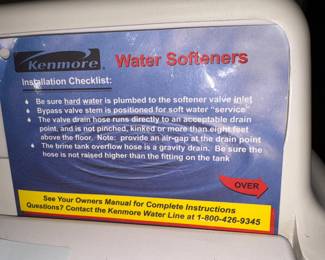 Kenmore
Water Softeners
Installation Checklist:
Be sure hard water is plumbed to the softener valve inlet
Bypass valve stem is positioned for soft water "service"
The valve drain hose runs directly to an acceptable drain
point, and is not pinched, kinked or more than eight feet
above the floor. Note: provide an air-gap at the drain point
The brine tank overflow hose is a gravity drain. Be sure the
hose is not raised higher than the fitting on the tank
OVER
See Your Owners Manual for Complete Instructions
Questions? Contact the Kenmore Water Line at 1-800-426-9345